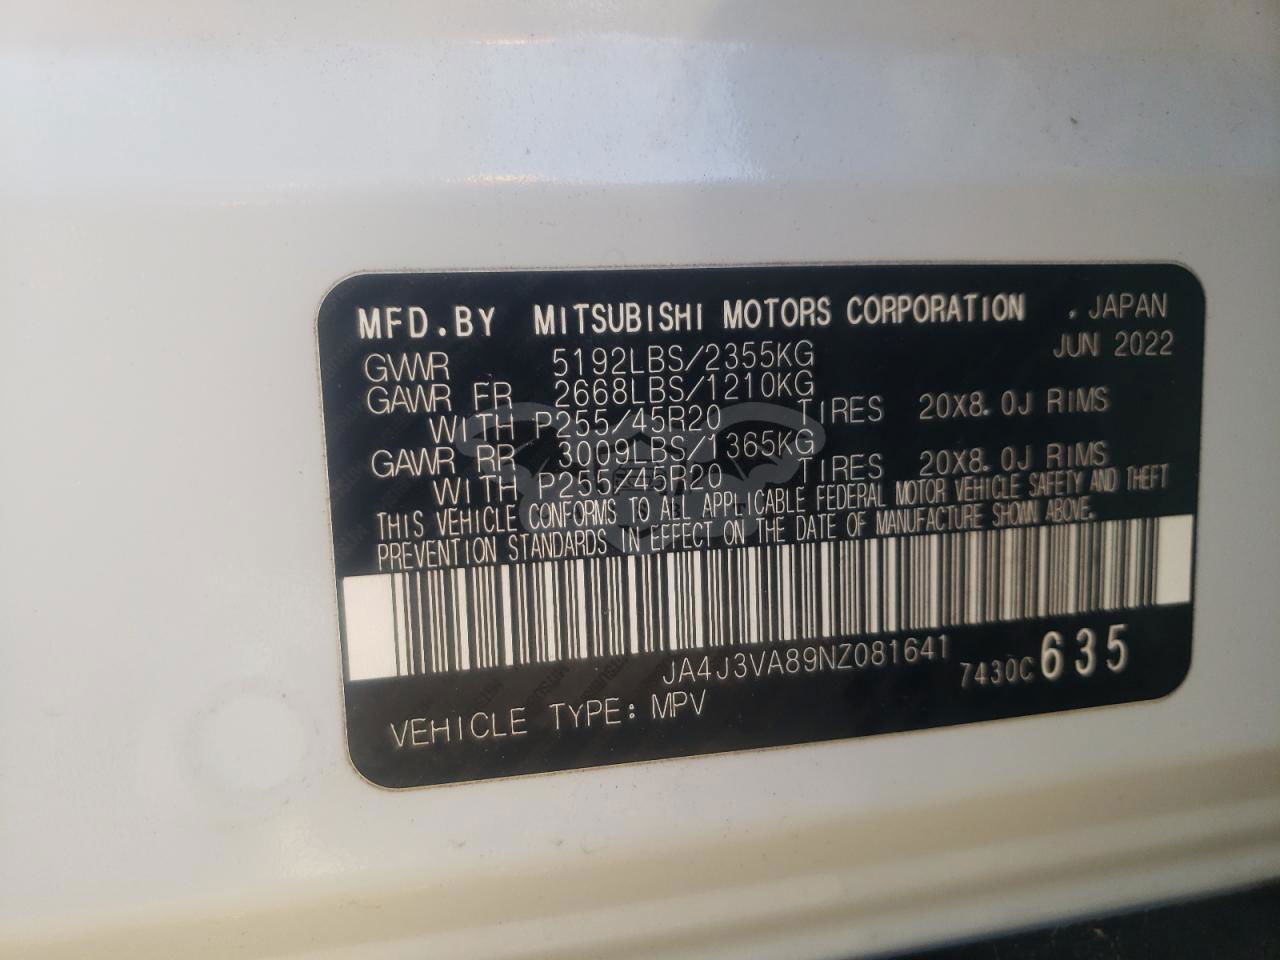 MFD.BY MITSUBISHI MOTORS CORPORATION , JAPAN
GVWR 5192LBS/2355KG JUN 2022
GAWR FR 2668LBS/1210KG
WITH P255/45R20 TIRES 20X8.0J RIMS
GAWR RR 3009LBS/1365KG
WITH P255/45R20 TIRES 20X8.0J RIMS
THIS VEHICLE CONFORMS TO ALL APPLICABLE FEDERAL MOTOR VEHICLE SAFETY AND THEFT
PREVENTION STANDARDS IN EFFECT ON THE DATE OF MANUFACTURE SHOWN ABOVE.
JA4J3VA89NZ081641 7430C 635
VEHICLE TYPE: MPV